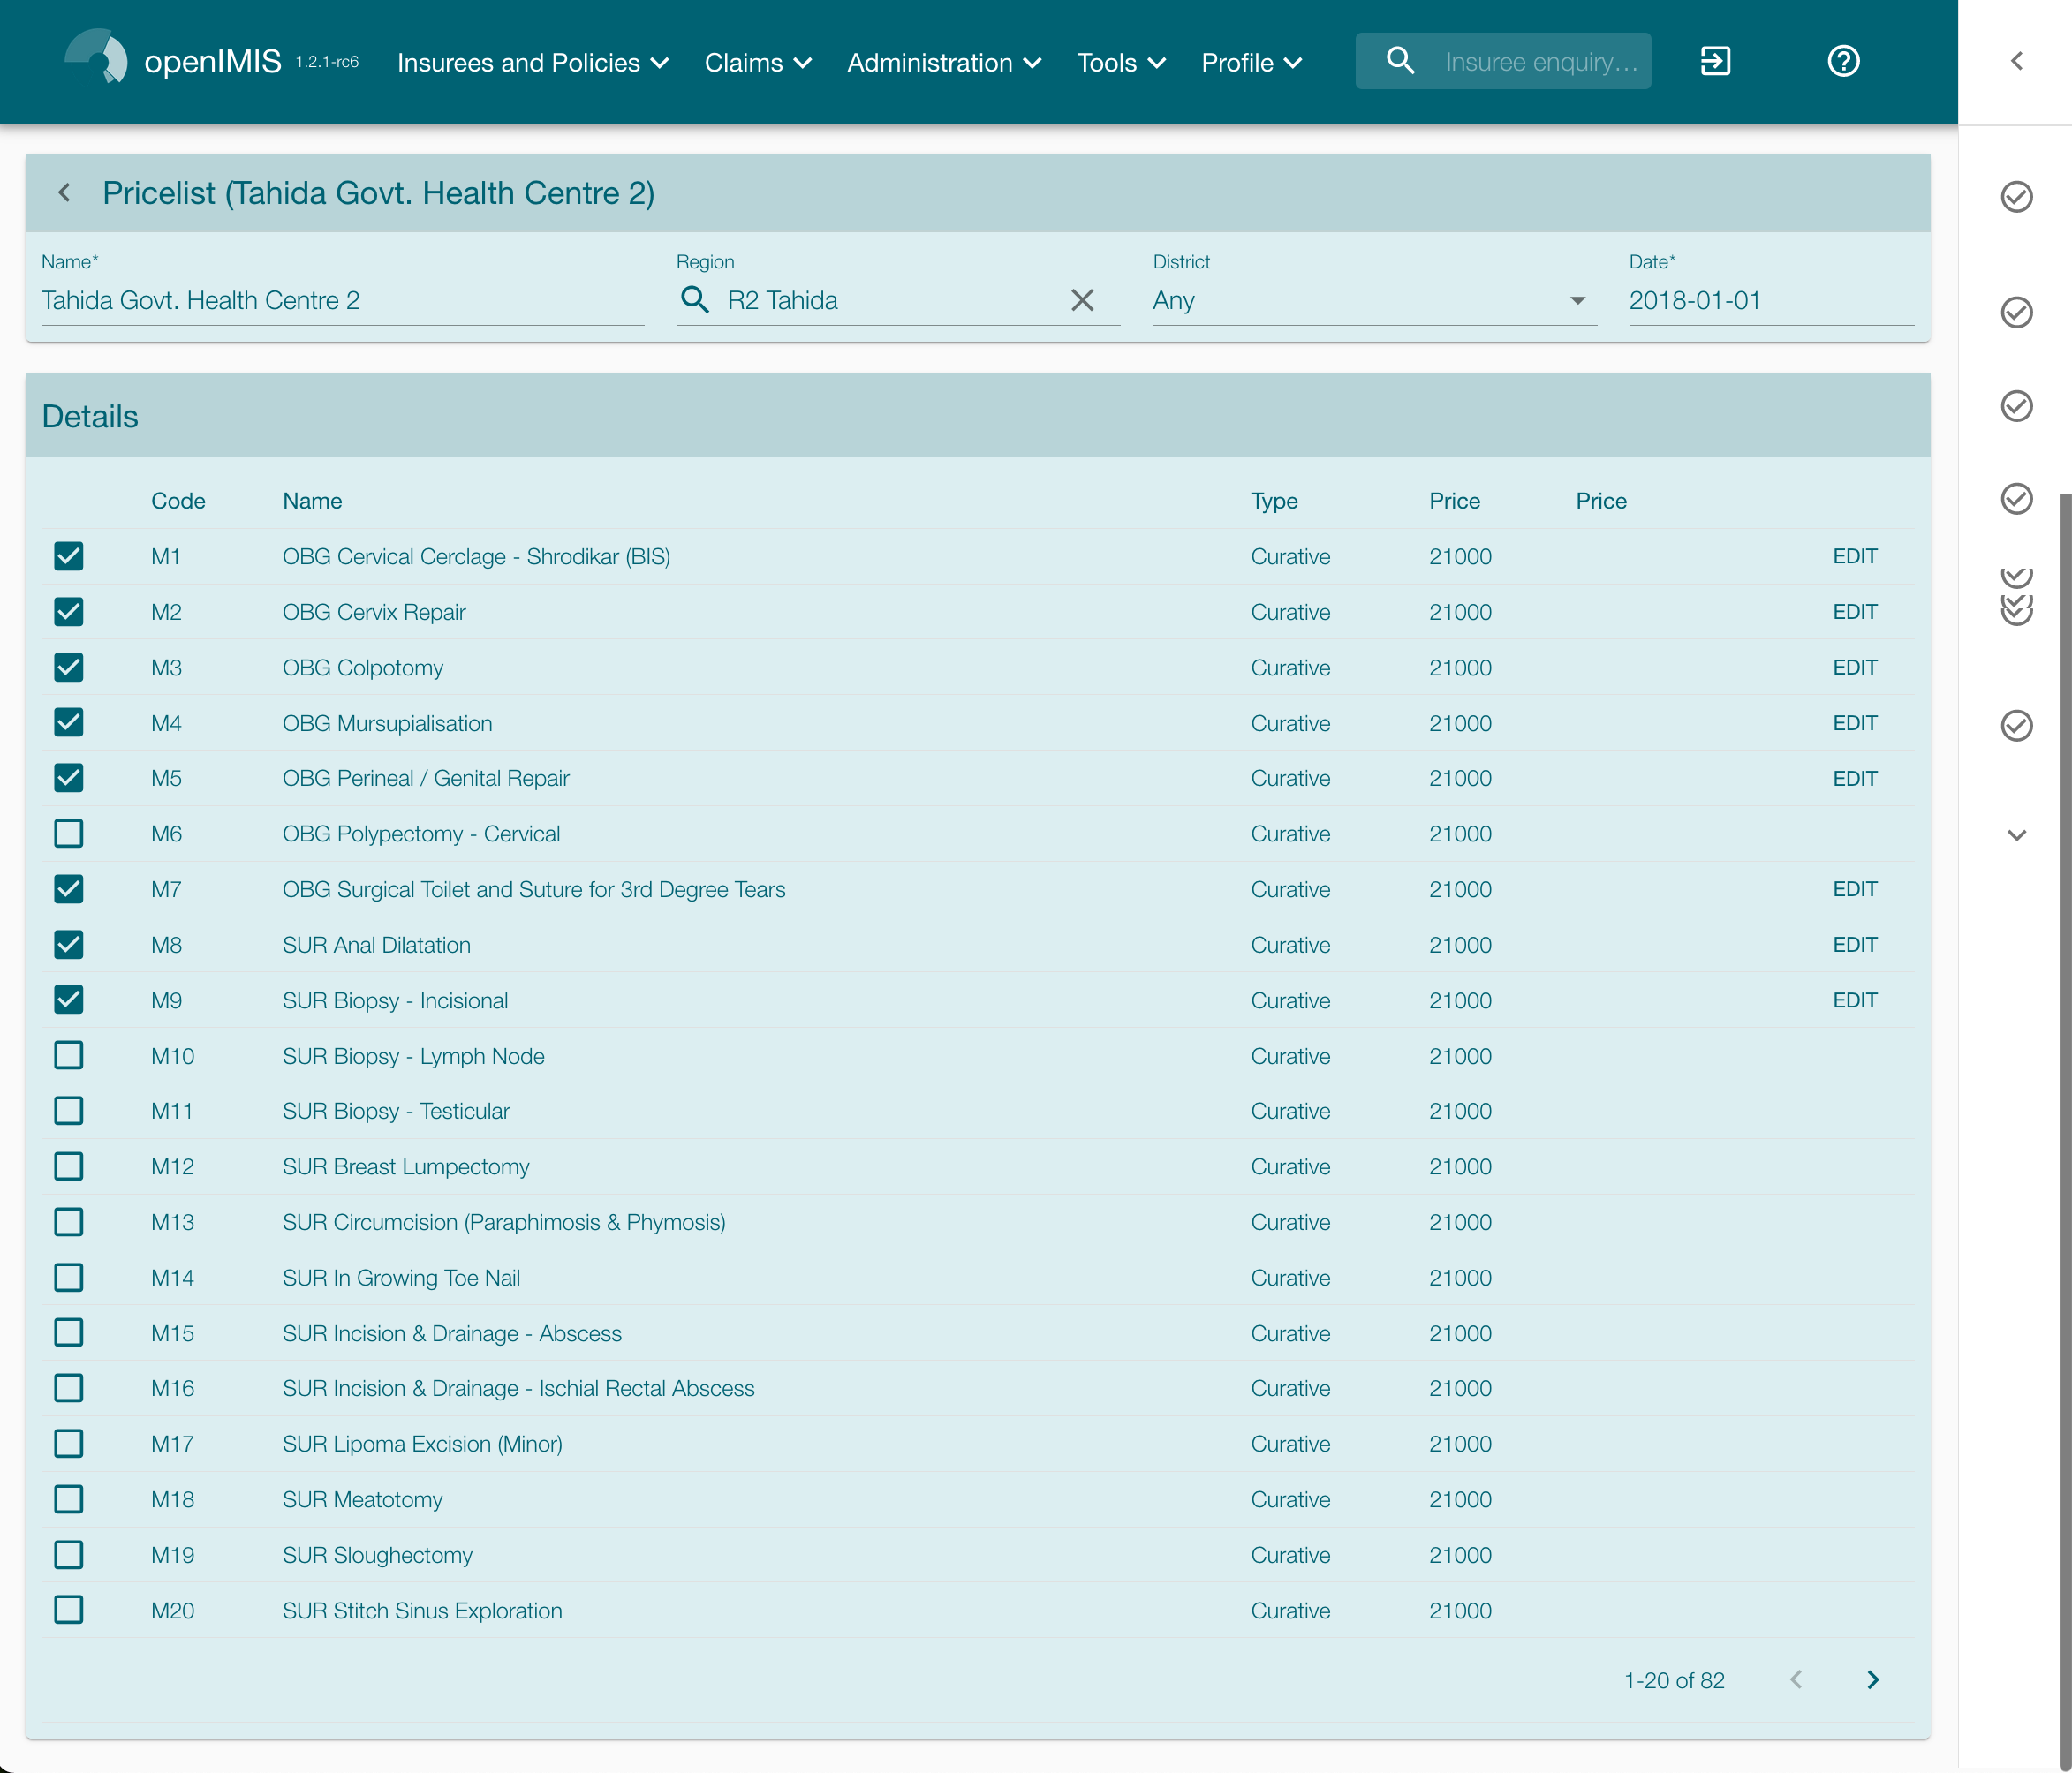 openIMIS 1.2.1-rc6 Insurees and Policies Claims Administration Tools Profile Insuree enquiry...
Pricelist (Tahida Govt. Health Centre 2)
Name* Region District Date*
Tahida Govt. Health Centre 2 R2 Tahida Any 2018-01-01
Details
Code Name Type Price Price
M1 OBG Cervical Cerclage - Shrodikar (BIS) Curative 21000 EDIT
M2 OBG Cervix Repair Curative 21000 EDIT
M3 OBG Colpotomy Curative 21000 EDIT
M4 OBG Mursupialisation Curative 21000 EDIT
M5 OBG Perineal / Genital Repair Curative 21000 EDIT
M6 OBG Polypectomy - Cervical Curative 21000
M7 OBG Surgical Toilet and Suture for 3rd Degree Tears Curative 21000 EDIT
M8 SUR Anal Dilatation Curative 21000 EDIT
M9 SUR Biopsy - Incisional Curative 21000 EDIT
M10 SUR Biopsy - Lymph Node Curative 21000
M11 SUR Biopsy - Testicular Curative 21000
M12 SUR Breast Lumpectomy Curative 21000
M13 SUR Circumcision (Paraphimosis & Phymosis) Curative 21000
M14 SUR In Growing Toe Nail Curative 21000
M15 SUR Incision & Drainage - Abscess Curative 21000
M16 SUR Incision & Drainage - Ischial Rectal Abscess Curative 21000
M17 SUR Lipoma Excision (Minor) Curative 21000
M18 SUR Meatotomy Curative 21000
M19 SUR Sloughectomy Curative 21000
M20 SUR Stitch Sinus Exploration Curative 21000
1-20 of 82